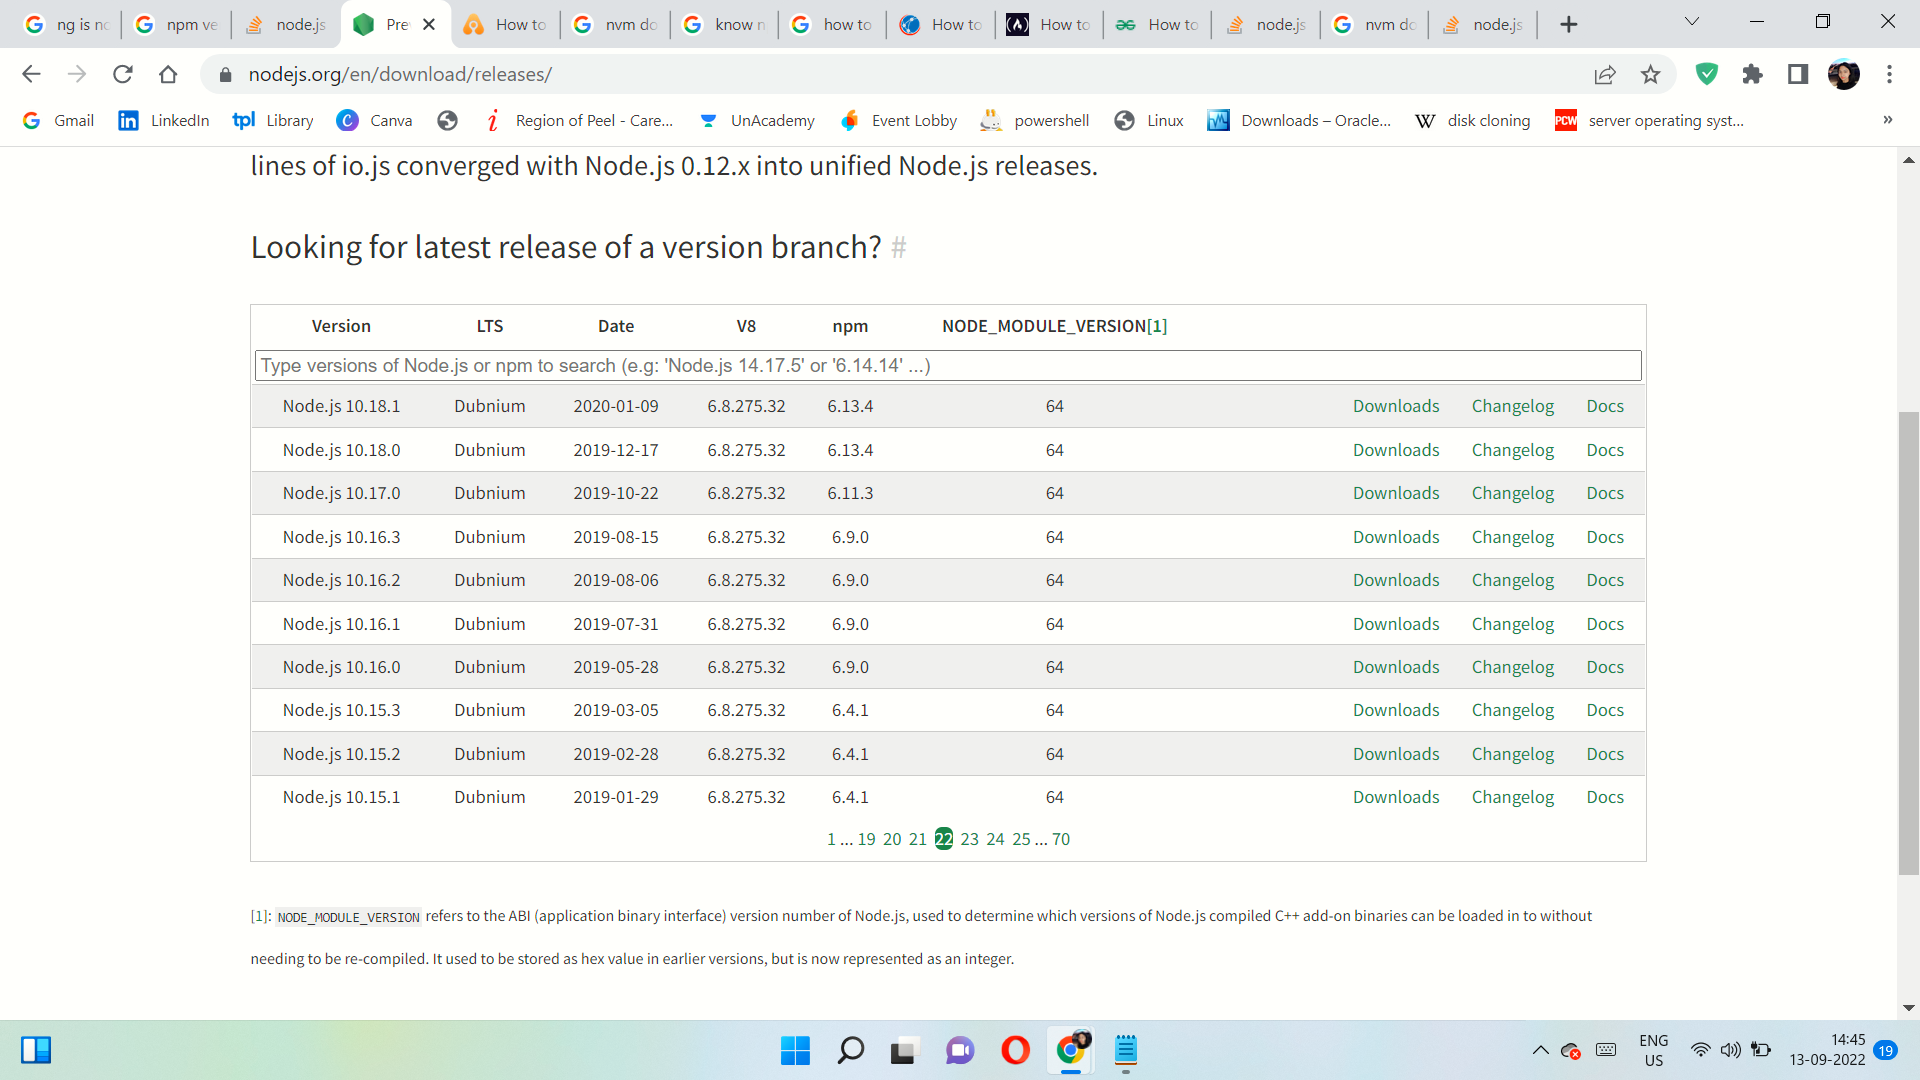 ng is no npm ve node.js Pre How to nvm do know n how to How to How to How to node.js nvm do node.js
nodejs.org/en/download/releases/
Gmail LinkedIn tpl Library Canva Region of Peel - Care... UnAcademy Event Lobby powershell Linux Downloads – Oracle... W disk cloning PCW server operating syst... »
lines of io.js converged with Node.js 0.12.x into unified Node.js releases.
Looking for latest release of a version branch? #
Version LTS Date V8 npm NODE_MODULE_VERSION[1]
Type versions of Node.js or npm to search (e.g: 'Node.js 14.17.5' or '6.14.14' ...)
Node.js 10.18.1 Dubnium 2020-01-09 6.8.275.32 6.13.4 64 Downloads Changelog Docs
Node.js 10.18.0 Dubnium 2019-12-17 6.8.275.32 6.13.4 64 Downloads Changelog Docs
Node.js 10.17.0 Dubnium 2019-10-22 6.8.275.32 6.11.3 64 Downloads Changelog Docs
Node.js 10.16.3 Dubnium 2019-08-15 6.8.275.32 6.9.0 64 Downloads Changelog Docs
Node.js 10.16.2 Dubnium 2019-08-06 6.8.275.32 6.9.0 64 Downloads Changelog Docs
Node.js 10.16.1 Dubnium 2019-07-31 6.8.275.32 6.9.0 64 Downloads Changelog Docs
Node.js 10.16.0 Dubnium 2019-05-28 6.8.275.32 6.9.0 64 Downloads Changelog Docs
Node.js 10.15.3 Dubnium 2019-03-05 6.8.275.32 6.4.1 64 Downloads Changelog Docs
Node.js 10.15.2 Dubnium 2019-02-28 6.8.275.32 6.4.1 64 Downloads Changelog Docs
Node.js 10.15.1 Dubnium 2019-01-29 6.8.275.32 6.4.1 64 Downloads Changelog Docs
1 ... 19 20 21 22 23 24 25 ... 70
[1]: NODE_MODULE_VERSION refers to the ABI (application binary interface) version number of Node.js, used to determine which versions of Node.js compiled C++ add-on binaries can be loaded in to without
needing to be re-compiled. It used to be stored as hex value in earlier versions, but is now represented as an integer.
ENG 14:45
US 13-09-2022 19